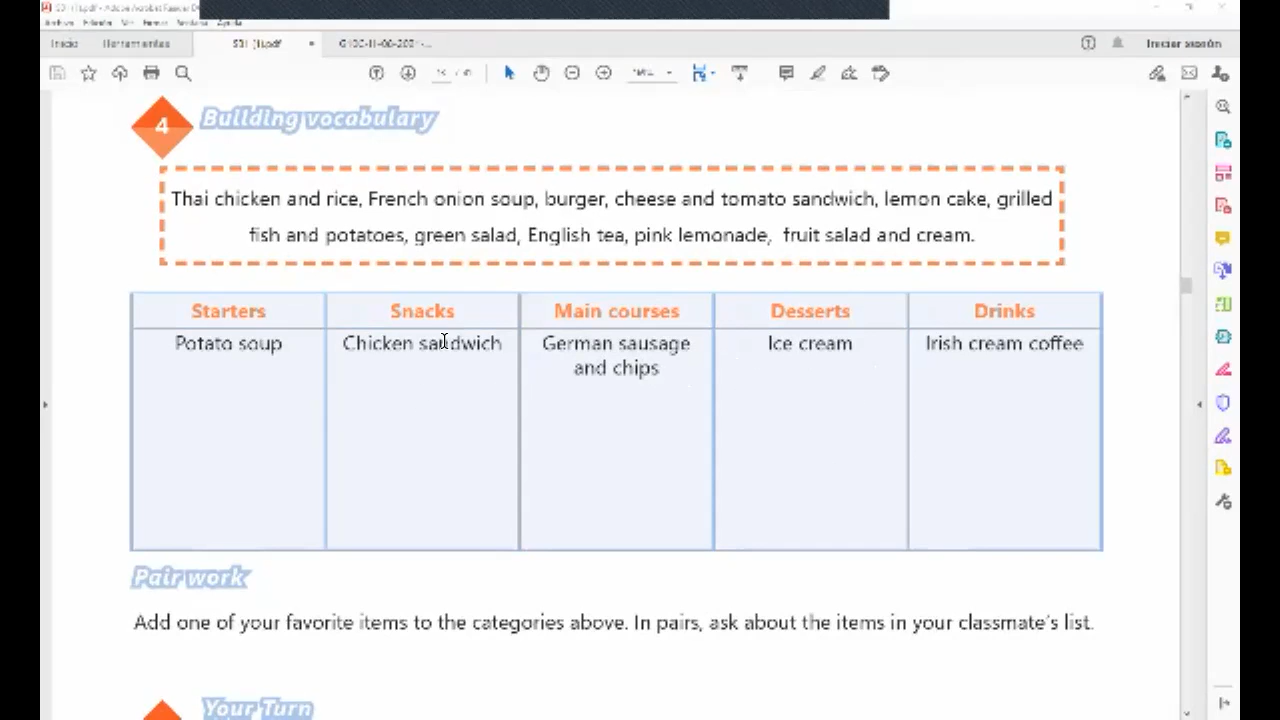 Inicio Herramientas Iniciar sesión
4 Building vocabulary
Thai chicken and rice, French onion soup, burger, cheese and tomato sandwich, lemon cake, grilled
fish and potatoes, green salad, English tea, pink lemonade, fruit salad and cream.
Starters Snacks Main courses Desserts Drinks
Potato soup Chicken sandwich German sausage Ice cream Irish cream coffee
and chips
Pair work
Add one of your favorite items to the categories above. In pairs, ask about the items in your classmate's list.
Your Turn